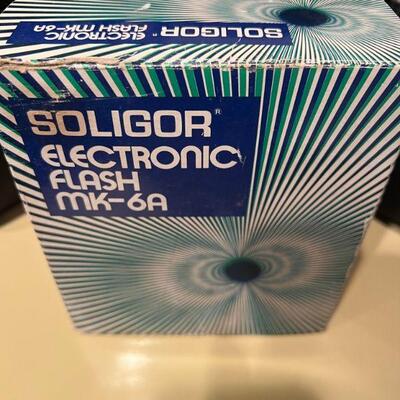 SOLIGOR
ELECTRONIC
FLASH MK-6A
SOLIGOR®
ELECTRONIC
FLASH
MK-6A